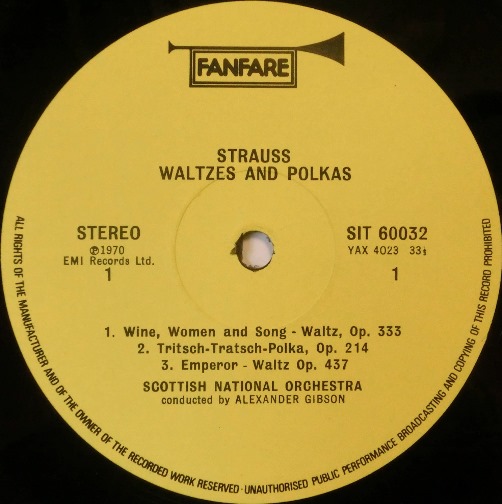 FANFARE
STRAUSS
WALTZES AND POLKAS
STEREO
℗1970
EMI Records Ltd.
1
SIT 60032
YAX 4023 33⅓
1
1. Wine, Women and Song - Waltz, Op. 333
2. Tritsch-Tratsch-Polka, Op. 214
3. Emperor - Waltz Op. 437
SCOTTISH NATIONAL ORCHESTRA
conducted by ALEXANDER GIBSON
ALL RIGHTS OF THE MANUFACTURER AND OF THE OWNER OF THE RECORDED WORK RESERVED · UNAUTHORISED PUBLIC PERFORMANCE BROADCASTING AND COPYING OF THIS RECORD PROHIBITED